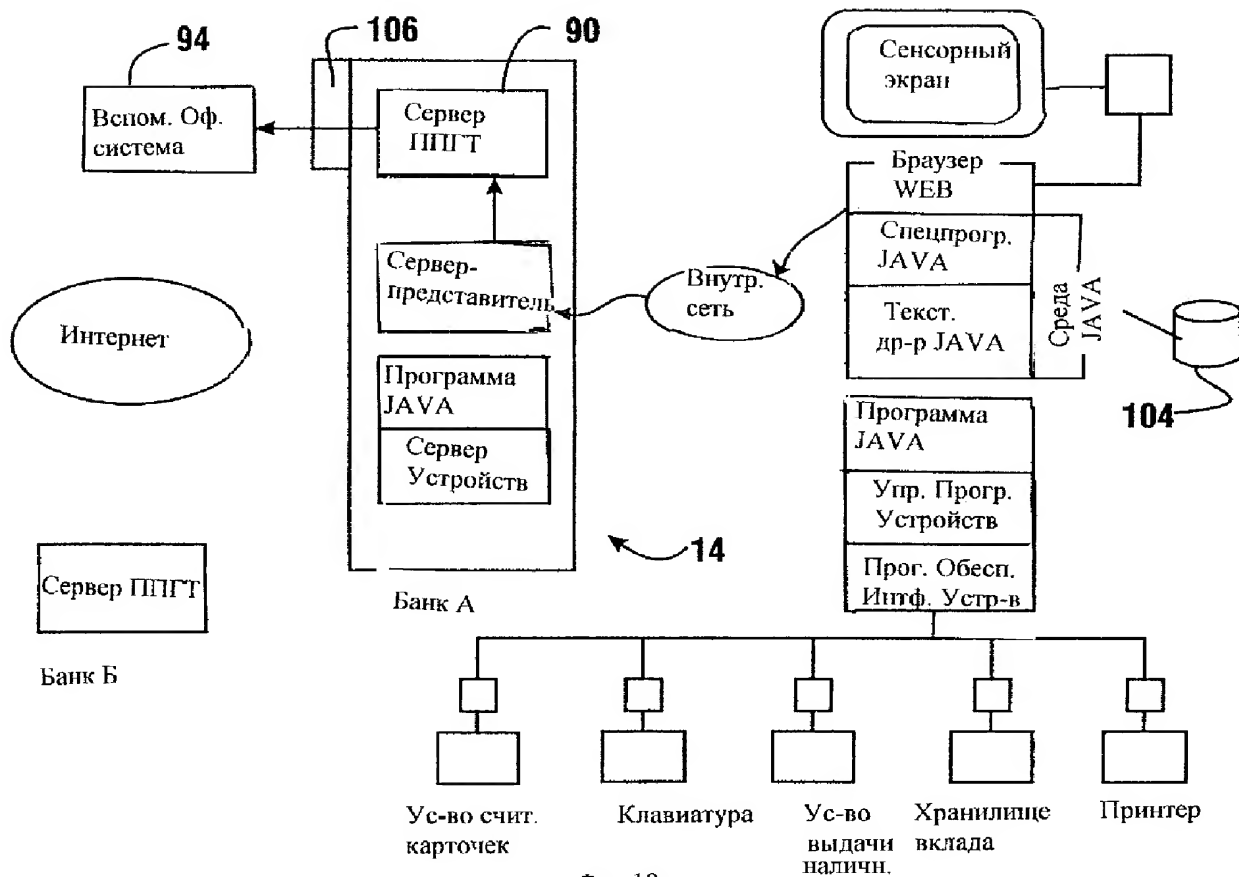 94
106
90
Вспом. Оф.
система
Сервер
ППГТ
Сенсорный
экран
Браузер
WEB
Спецпрогр.
JAVA
Текст.
др-р JAVA
Среда
JAVA
104
Сервер-
представитель
Внутр.
сеть
Интернет
Программа
JAVA
Сервер
Устройств
14
Банк А
Программа
JAVA
Упр. Прогр.
Устройств
Прог. Обесп.
Интф. Устр-в
Сервер ППГТ
Банк Б
Ус-во счит.
карточек
Клавиатура
Ус-во
выдачи
наличн.
Хранилище
вклада
Принтер